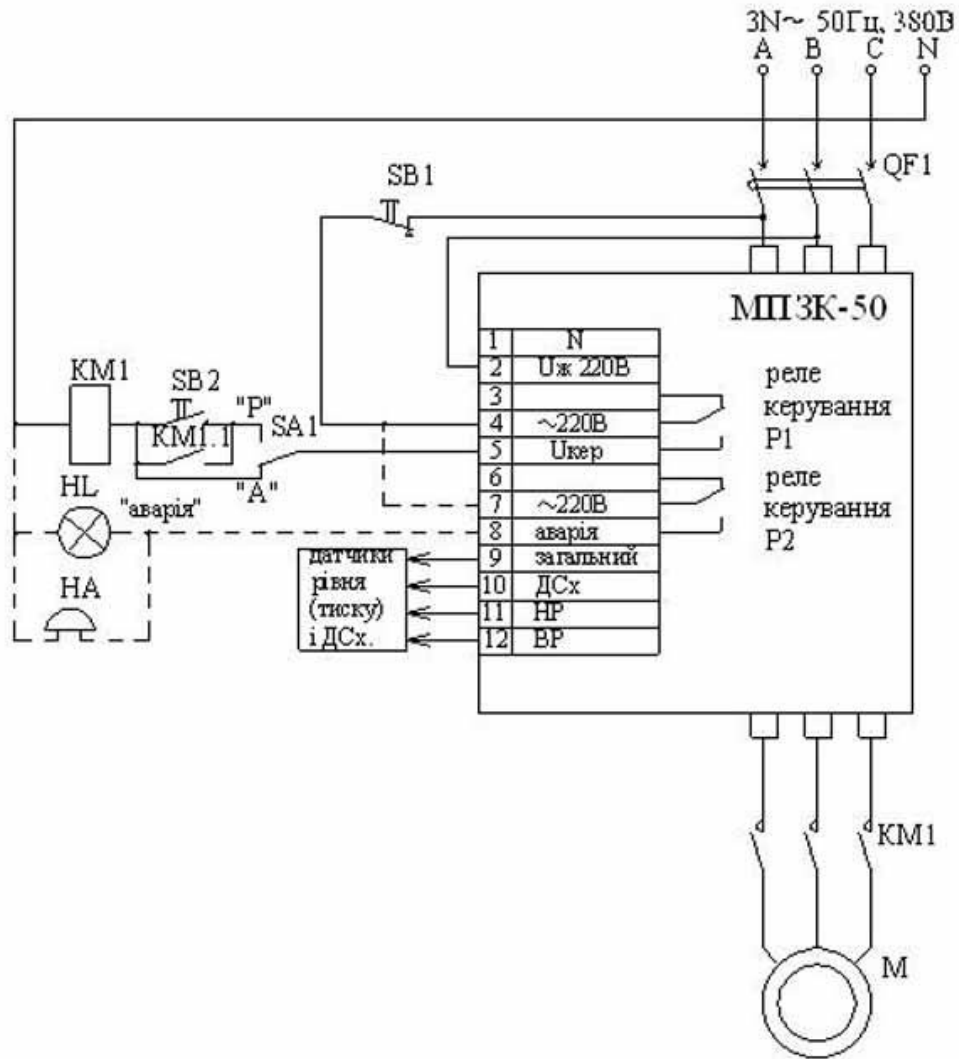 3N~ 50Гц, 380В
A B C N
QF1
SB1
МПЗК-50
1 N
2 Uж 220В
3
4 ~220В
5 Uкер
6
7 ~220В
8 аварія
9 загальний
10 ДСх
11 НР
12 ВР
реле
керування
Р1
реле
керування
Р2
KM1
SB2
"Р"
SA1
KM1.1
"А"
HL
"аварія"
HA
датчики
рівня
(тиску)
і ДСх.
KM1
M